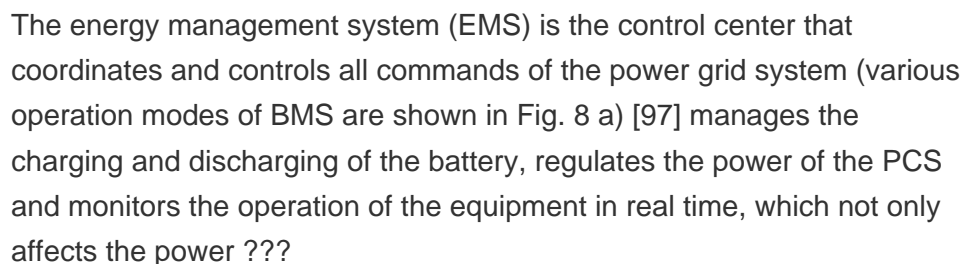 The energy management system (EMS) is the control center that
coordinates and controls all commands of the power grid system (various
operation modes of BMS are shown in Fig. 8 a) [97] manages the
charging and discharging of the battery, regulates the power of the PCS
and monitors the operation of the equipment in real time, which not only
affects the power ???